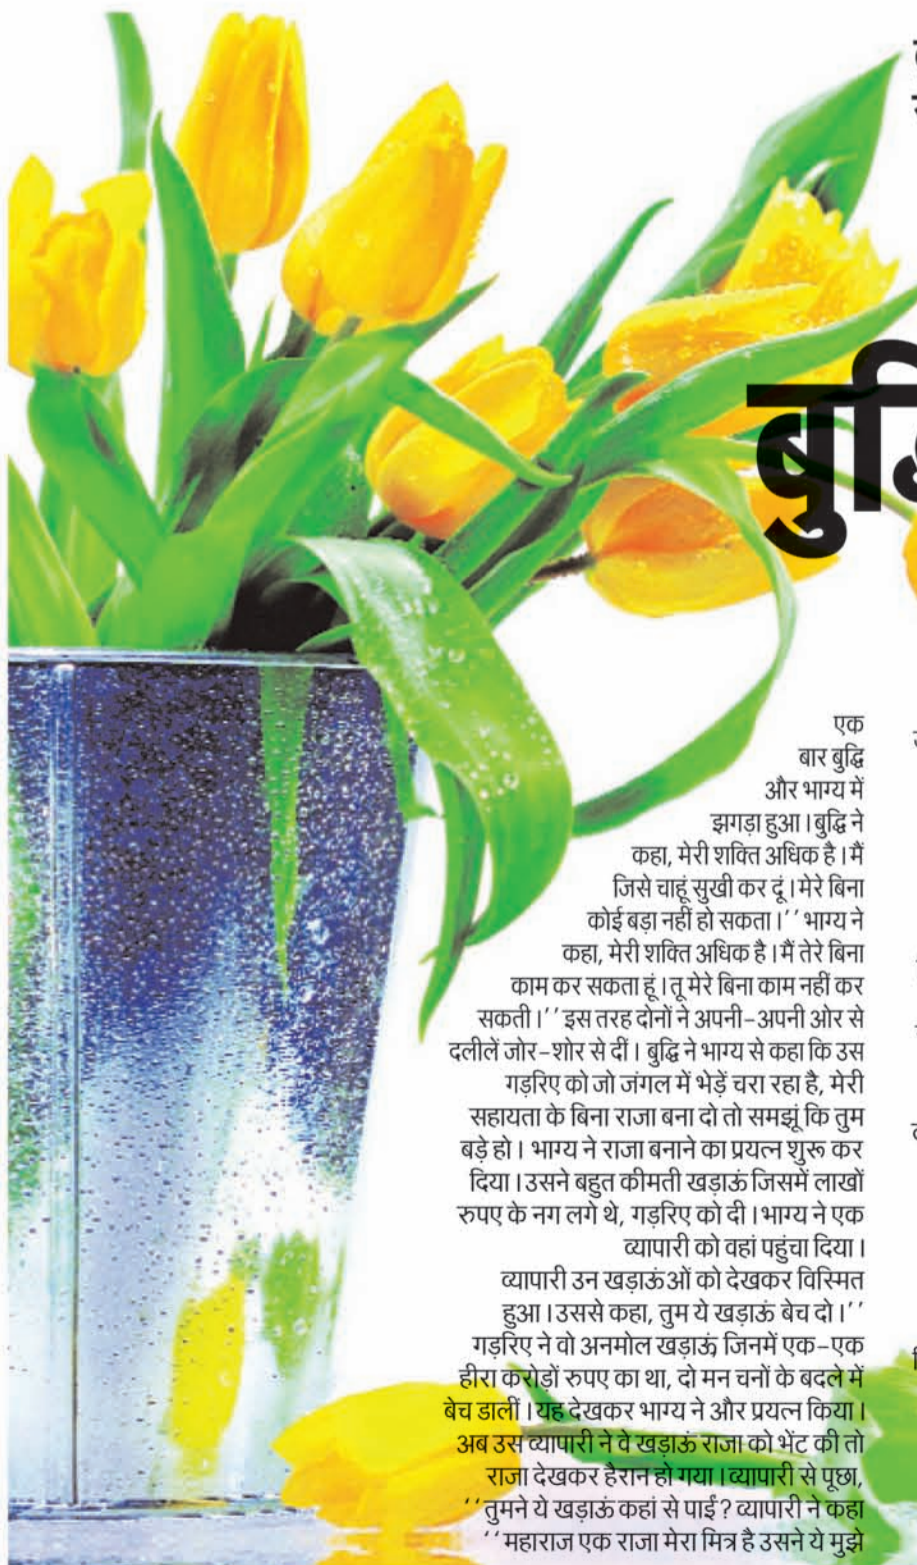 बुद्धि
एक
बार बुद्धि
और भाग्य में
झगड़ा हुआ। बुद्धि ने
कहा, मेरी शक्ति अधिक है। मैं
जिसे चाहूं सुखी कर दूं। मेरे बिना
कोई बड़ा नहीं हो सकता।’’ भाग्य ने
कहा, मेरी शक्ति अधिक है। मैं तेरे बिना
काम कर सकता हूं। तू मेरे बिना काम नहीं कर
सकती।’’ इस तरह दोनों ने अपनी-अपनी ओर से
दलीलें जोर-शोर से दीं। बुद्धि ने भाग्य से कहा कि उस
गड़रिए को जो जंगल में भेड़ें चरा रहा है, मेरी
सहायता के बिना राजा बना दो तो समझूं कि तुम
बड़े हो। भाग्य ने राजा बनाने का प्रयत्न शुरू कर
दिया। उसने बहुत कीमती खड़ाऊं जिसमें लाखों
रुपए के नग लगे थे, गड़रिए को दी। भाग्य ने एक
व्यापारी को वहां पहुंचा दिया।
व्यापारी उन खड़ाऊंओं को देखकर विस्मित
हुआ। उससे कहा, तुम ये खड़ाऊं बेच दो।’’
गड़रिए ने वो अनमोल खड़ाऊं, जिनमें एक-एक
हीरा करोड़ों रुपए का था, दो मन चनों के बदले में
बेच डालीं। यह देखकर भाग्य ने और प्रयत्न किया।
अब उस व्यापारी ने वे खड़ाऊं राजा को भेंट की तो
राजा देखकर हैरान हो गया। व्यापारी से पूछा,
‘‘तुमने ये खड़ाऊं कहां से पाईं? व्यापारी ने कहा
‘‘महाराज एक राजा मेरा मित्र है उसने ये मुझे